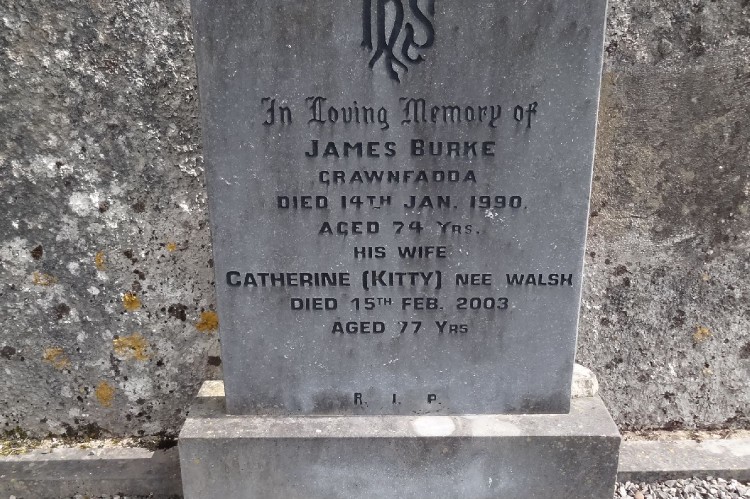 IHS
In Loving Memory of
JAMES BURKE
GRAWNFADDA
DIED 14TH JAN. 1990.
AGED 74 YRS.
HIS WIFE
CATHERINE (KITTY) NEE WALSH
DIED 15TH FEB. 2003
AGED 77 YRS
R. I. P.